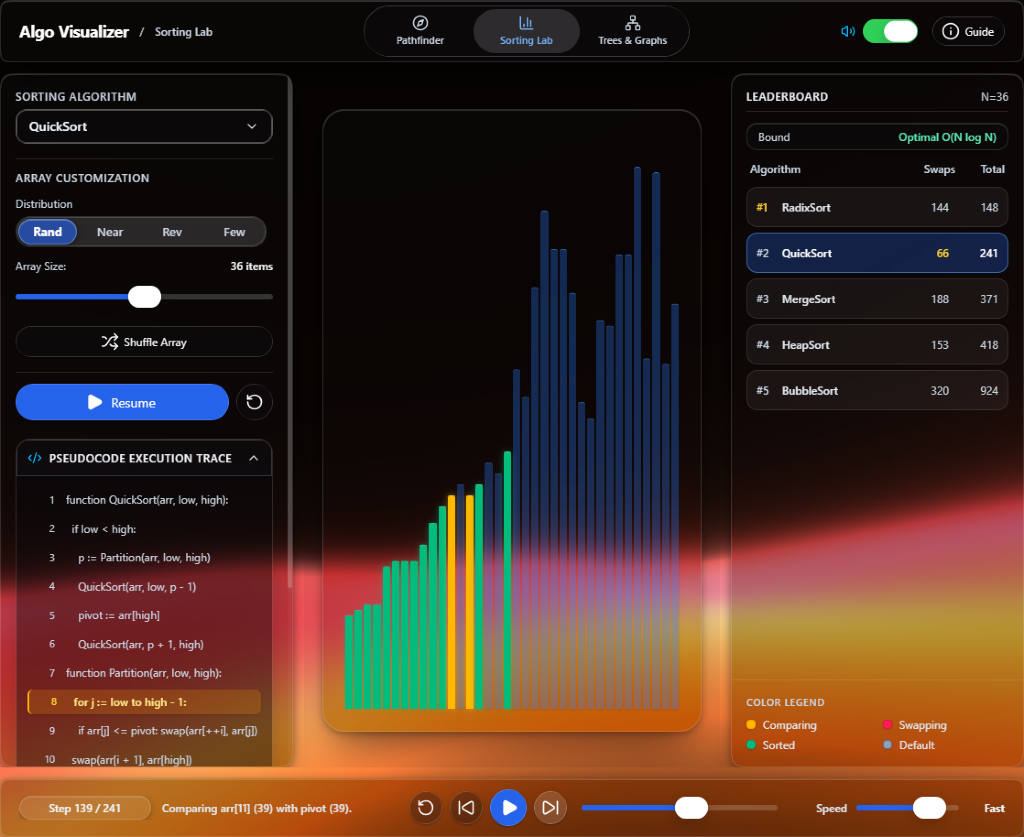 Algo Visualizer / Sorting Lab
Pathfinder
Sorting Lab
Trees & Graphs
Guide
SORTING ALGORITHM
QuickSort
ARRAY CUSTOMIZATION
Distribution
Rand Near Rev Few
Array Size: 36 items
Shuffle Array
Resume
</> PSEUDOCODE EXECUTION TRACE
1 function QuickSort(arr, low, high):
2 if low < high:
3 p := Partition(arr, low, high)
4 QuickSort(arr, low, p - 1)
5 pivot := arr[high]
6 QuickSort(arr, p + 1, high)
7 function Partition(arr, low, high):
8 for j := low to high - 1:
9 if arr[j] <= pivot: swap(arr[++i], arr[j])
10 swap(arr[i + 1], arr[high])
LEADERBOARD N=36
Bound Optimal O(N log N)
Algorithm Swaps Total
#1 RadixSort 144 148
#2 QuickSort 66 241
#3 MergeSort 188 371
#4 HeapSort 153 418
#5 BubbleSort 320 924
COLOR LEGEND
Comparing Swapping
Sorted Default
Step 139 / 241 Comparing arr[11] (39) with pivot (39). Speed Fast